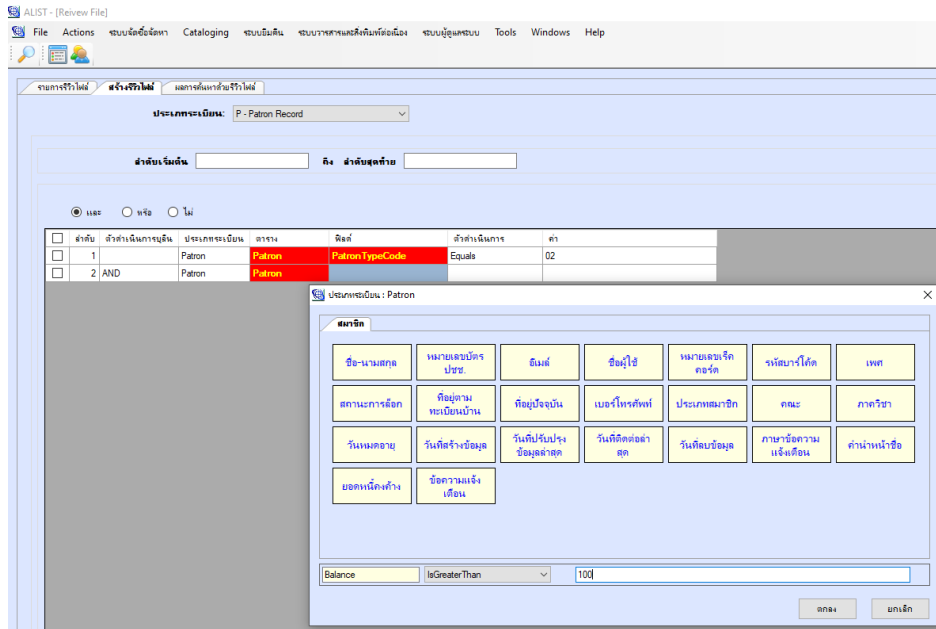 ALIST - [Reivew File]
File Actions ระบบจัดซื้อจัดหา Cataloging ระบบยืมคืน ระบบวารสารและสิ่งพิมพ์ต่อเนื่อง ระบบผู้ดูแลระบบ Tools Windows Help
รายการรีวิวไฟล์ สร้างรีวิวไฟล์ ผลการค้นหาด้วยรีวิวไฟล์
ประเภทระเบียน: P - Patron Record
ลำดับเริ่มต้น ถึง ลำดับสุดท้าย
และ หรือ ไม่
ลำดับ ตัวดำเนินการบูลีน ประเภทระเบียน ตาราง ฟิลด์ ตัวดำเนินการ ค่า
1 Patron Patron PatronTypeCode Equals 02
2 AND Patron Patron
ประเภทระเบียน : Patron
สมาชิก
ชื่อ-นามสกุล หมายเลขบัตร ปชช. อีเมล์ ชื่อผู้ใช้ หมายเลขเร็คคอร์ด รหัสบาร์โค้ด เพศ
สถานะการล็อก ที่อยู่ตามทะเบียนบ้าน ที่อยู่ปัจจุบัน เบอร์โทรศัพท์ ประเภทสมาชิก คณะ ภาควิชา
วันหมดอายุ วันที่สร้างข้อมูล วันที่ปรับปรุงข้อมูลล่าสุด วันที่ติดต่อล่าสุด วันที่ลบข้อมูล ภาษาข้อความแจ้งเตือน คำนำหน้าชื่อ
ยอดหนี้คงค้าง ข้อความแจ้งเตือน
Balance IsGreaterThan 100
ตกลง ยกเลิก